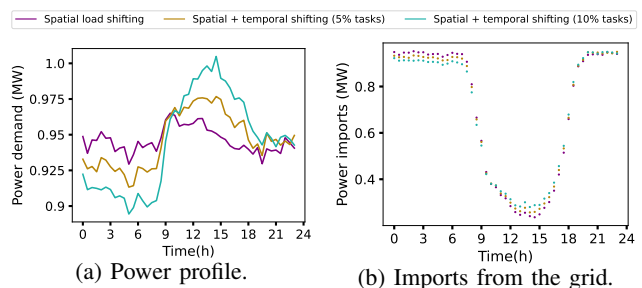 Spatial load shifting
Spatial + temporal shifting (5% tasks)
Spatial + temporal shifting (10% tasks)
Power demand (MW)
1.0
0.975
0.95
0.925
0.9
0 3 6 9 12 15 18 21 24
Time(h)
(a) Power profile.
Power imports (MW)
0.8
0.6
0.4
0 3 6 9 12 15 18 21 24
Time(h)
(b) Imports from the grid.